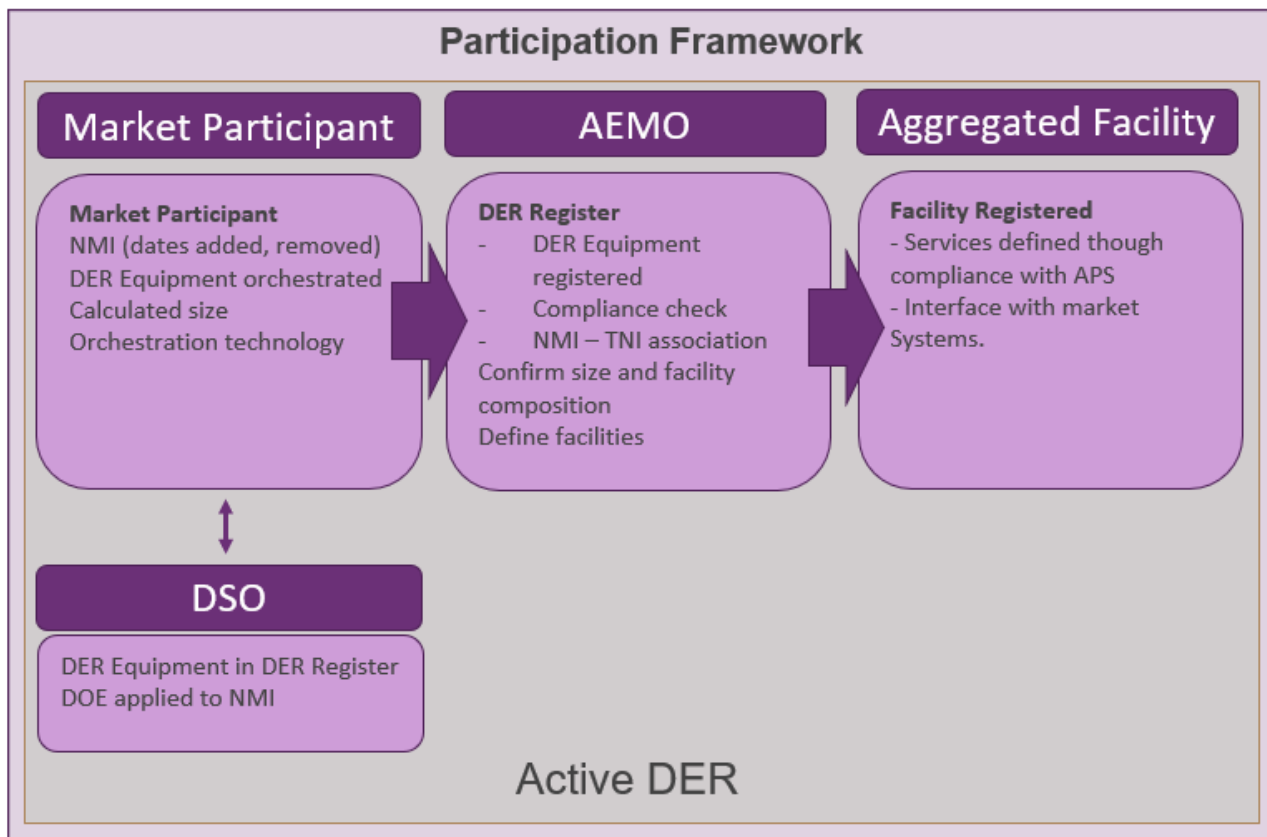 Participation Framework
Market Participant
Market Participant
NMI (dates added, removed)
DER Equipment orchestrated
Calculated size
Orchestration technology
AEMO
DER Register
- DER Equipment
registered
- Compliance check
- NMI – TNI association
Confirm size and facility
composition
Define facilities
Aggregated Facility
Facility Registered
- Services defined though
compliance with APS
- Interface with market
Systems.
DSO
DER Equipment in DER Register
DOE applied to NMI
Active DER